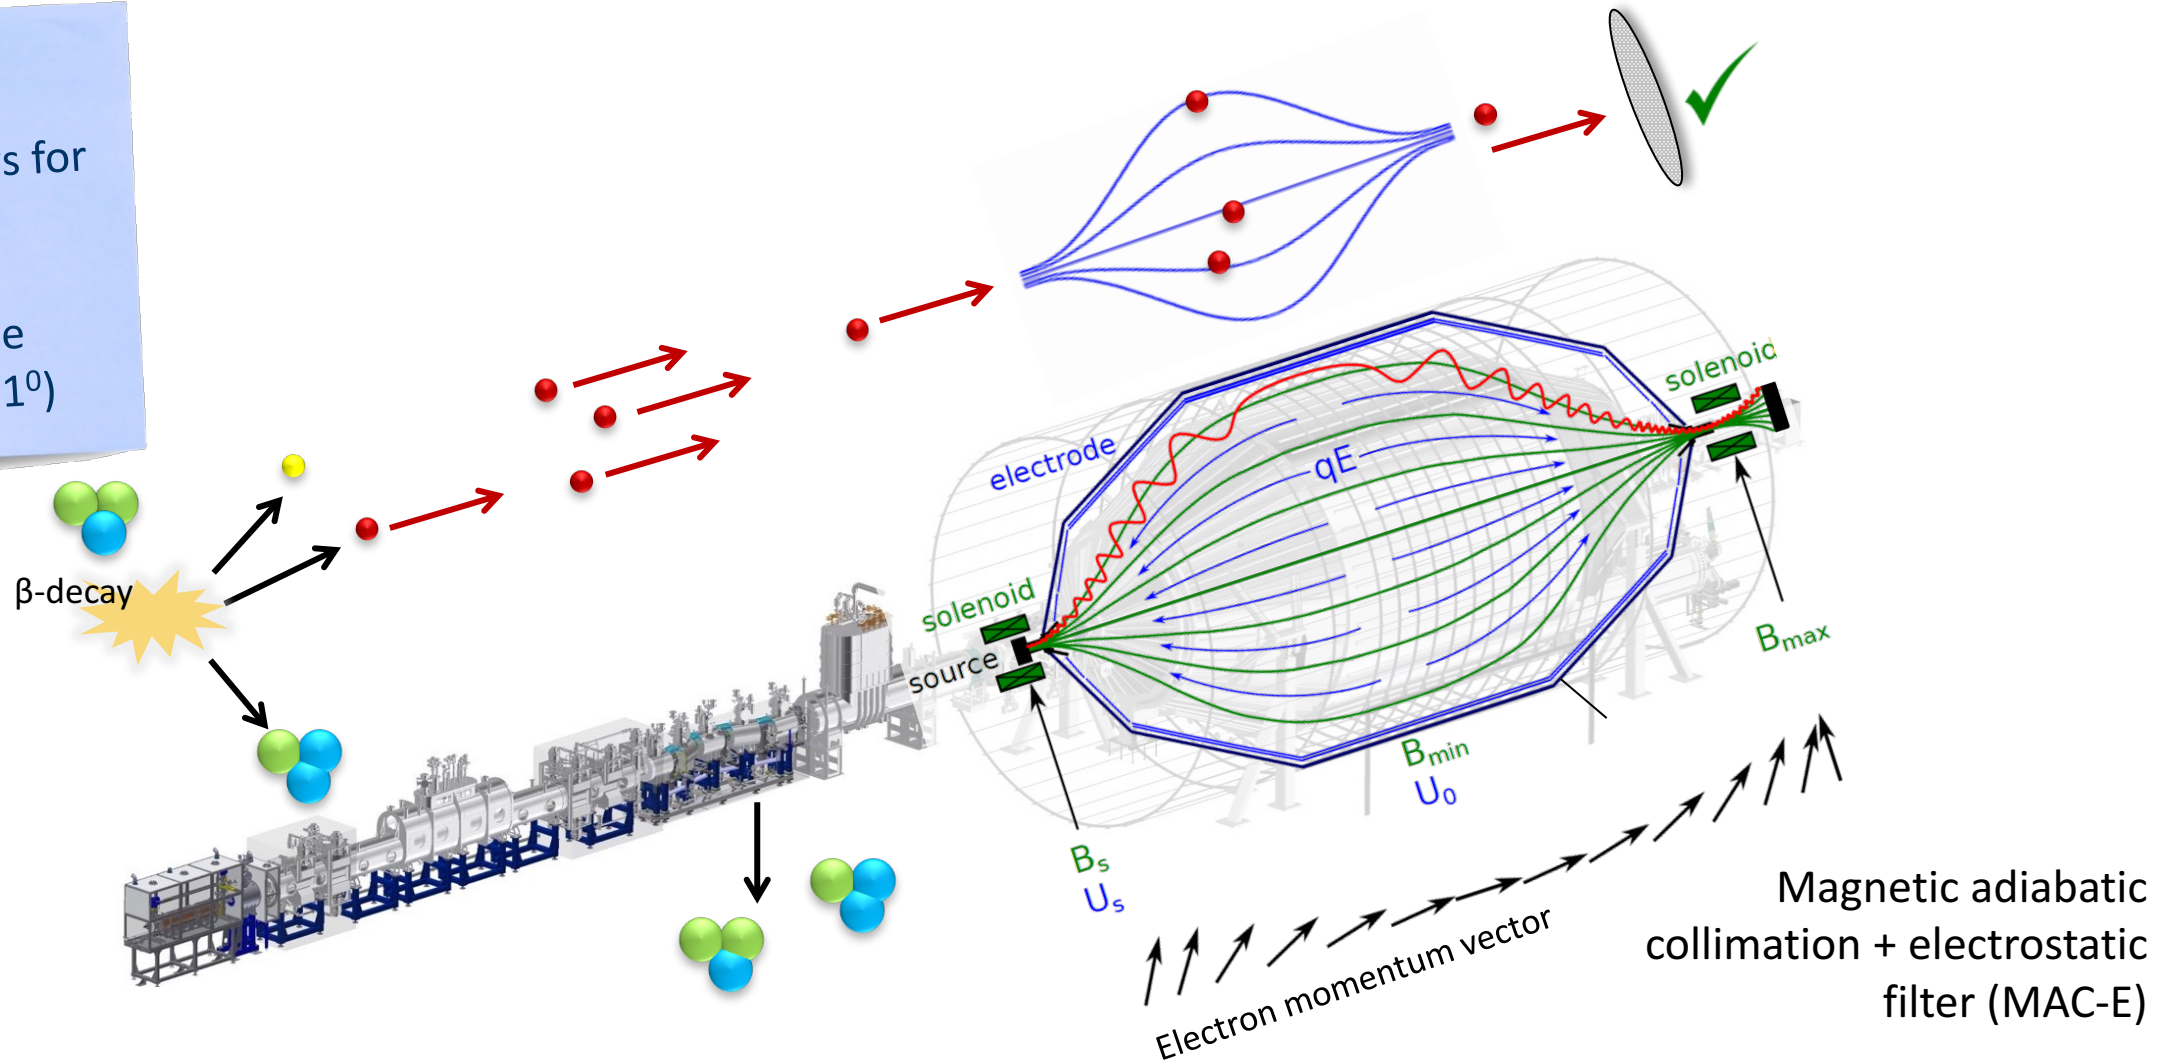 s for
e
1⁰)
β-decay
electrode
qE
solenoid
solenoid
source
Bₘₐₓ
Bₘᵢₙ
U₀
Bₛ
Uₛ
Electron momentum vector
Magnetic adiabatic
collimation + electrostatic
filter (MAC-E)